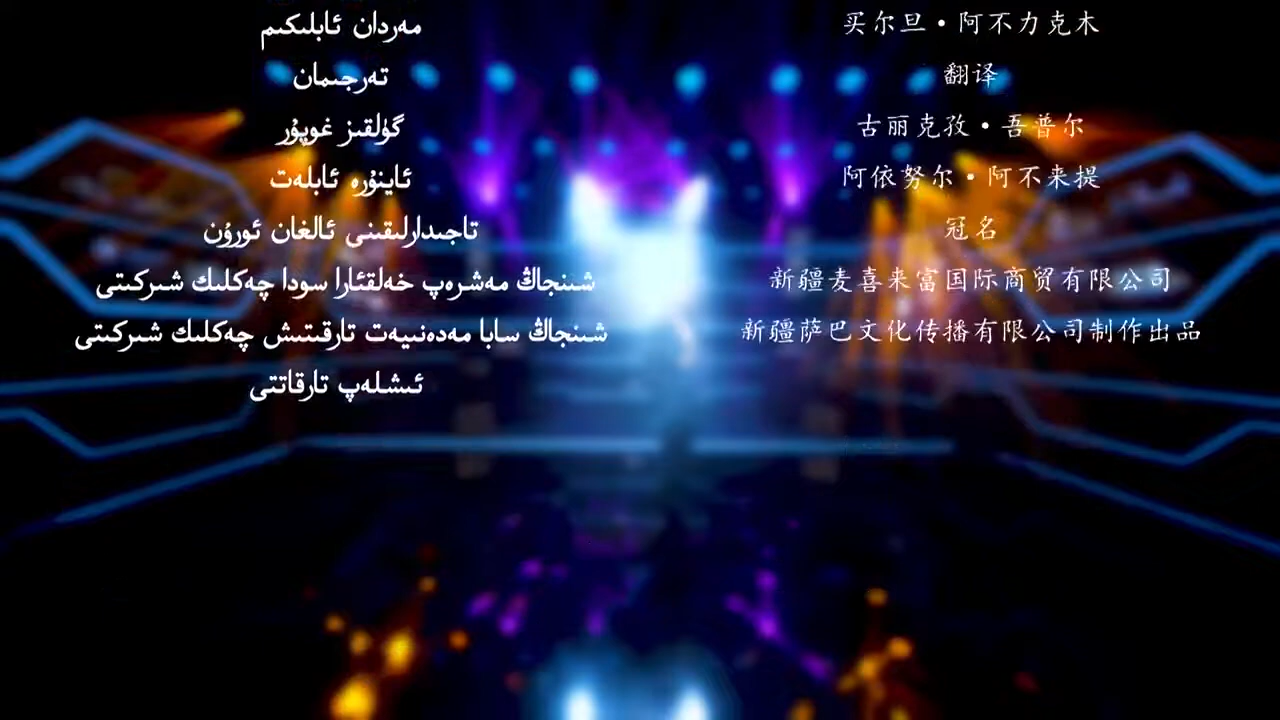 مەردان ئابلىكىم
تەرجىمان
گۈلقىز غوپۇر
ئاينۇرە ئابلەت
تاجىدارلىقىنى ئالغان ئورۇن
شىنجاڭ مەشرەپ خەلقئارا سودا چەكلىك شىركىتى
شىنجاڭ سابا مەدەنىيەت تارقىتىش چەكلىك شىركىتى
ئىشلەپ تارقاتتى
买尔旦·阿不力克木
翻译
古丽克孜·吾普尔
阿依努尔·阿不来提
冠名
新疆麦喜来富国际商贸有限公司
新疆萨巴文化传播有限公司制作出品